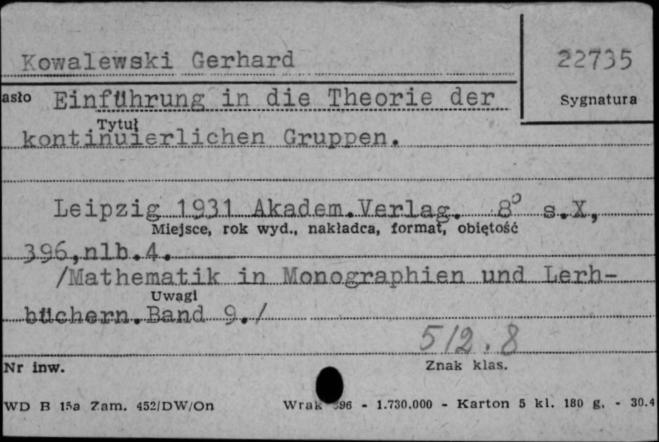 Kowalewski Gerhard
22735
asło Einführung in die Theorie der
Sygnatura
Tytuł
kontinuierlichen Gruppen.
Leipzig 1931 Akadem.Verlag. 8° s.X,
Miejsce, rok wyd., nakładca, format, objętość
396,nlb.4.
/Mathematik in Monographien und Lerh-
Uwagi
büchern.Band 9./
512.8
Nr inw.
Znak klas.
WD B 15a Zam. 452/DW/On Wrak 96 - 1.730.000 - Karton 5 kl. 180 g. - 30.4